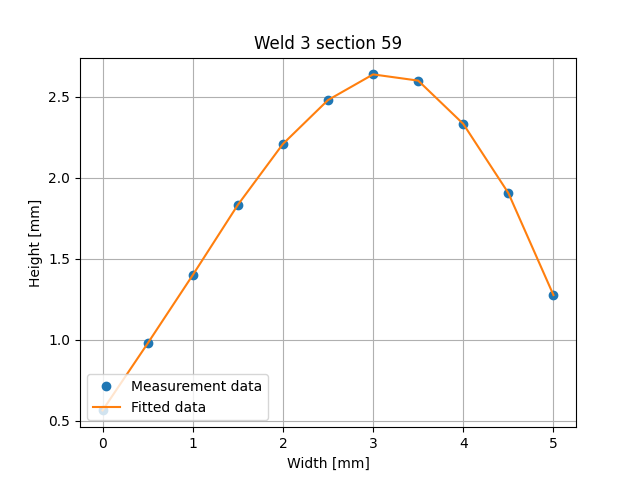 Weld 3 section 59
2.5
2.0
1.5
1.0
0.5
Height [mm]
Measurement data
Fitted data
0 1 2 3 4 5
Width [mm]